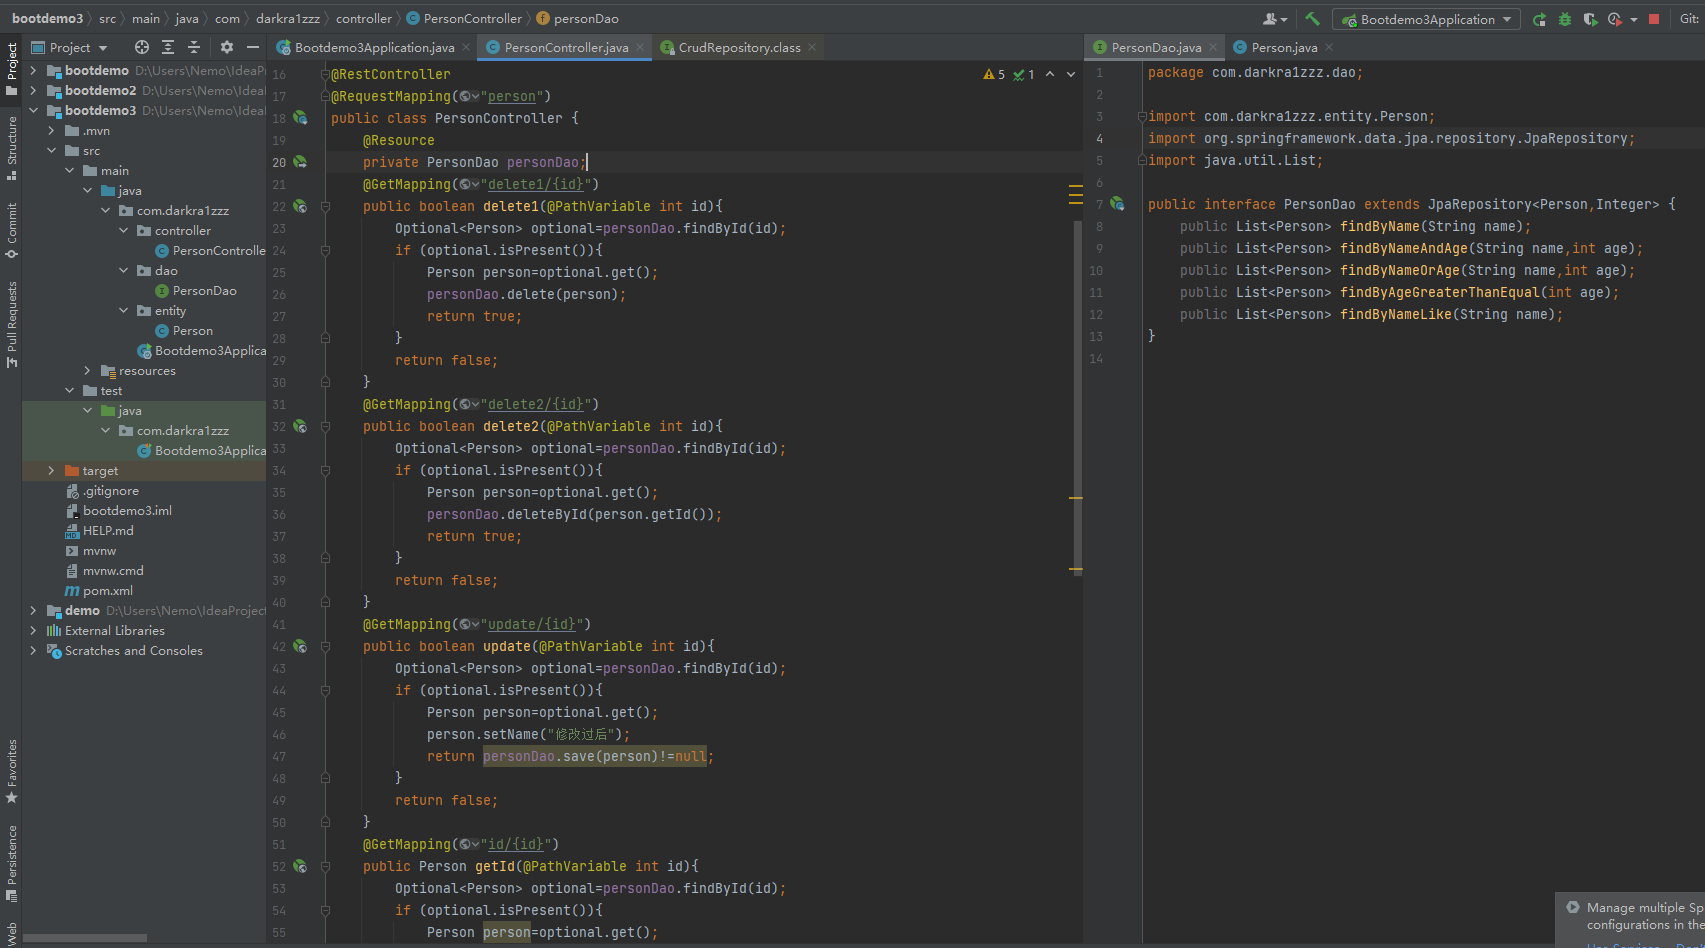 bootdemo3 src main java com darkra1zzz controller PersonController personDao
Bootdemo3Application Git:
Project
Bootdemo3Application.java PersonController.java CrudRepository.class
PersonDao.java Person.java
Project
Structure
Commit
Pull Requests
Favorites
Persistence
Web
bootdemo D:\Users\Nemo\IdeaP
bootdemo2 D:\Users\Nemo\Idea
bootdemo3 D:\Users\Nemo\Idea
.mvn
src
main
java
com.darkra1zzz
controller
PersonControlle
dao
PersonDao
entity
Person
Bootdemo3Applica
resources
test
java
com.darkra1zzz
Bootdemo3Applica
target
.gitignore
bootdemo3.iml
HELP.md
mvnw
mvnw.cmd
pom.xml
demo D:\Users\Nemo\IdeaProject
External Libraries
Scratches and Consoles
5 1
16 @RestController
17 @RequestMapping("person")
18 public class PersonController {
19 @Resource
20 private PersonDao personDao;
21 @GetMapping("delete1/{id}")
22 public boolean delete1(@PathVariable int id){
23 Optional<Person> optional=personDao.findById(id);
24 if (optional.isPresent()){
25 Person person=optional.get();
26 personDao.delete(person);
27 return true;
28 }
29 return false;
30 }
31 @GetMapping("delete2/{id}")
32 public boolean delete2(@PathVariable int id){
33 Optional<Person> optional=personDao.findById(id);
34 if (optional.isPresent()){
35 Person person=optional.get();
36 personDao.deleteById(person.getId());
37 return true;
38 }
39 return false;
40 }
41 @GetMapping("update/{id}")
42 public boolean update(@PathVariable int id){
43 Optional<Person> optional=personDao.findById(id);
44 if (optional.isPresent()){
45 Person person=optional.get();
46 person.setName("修改过后");
47 return personDao.save(person)!=null;
48 }
49 return false;
50 }
51 @GetMapping("id/{id}")
52 public Person getId(@PathVariable int id){
53 Optional<Person> optional=personDao.findById(id);
54 if (optional.isPresent()){
55 Person person=optional.get();
1 package com.darkra1zzz.dao;
2
3 import com.darkra1zzz.entity.Person;
4 import org.springframework.data.jpa.repository.JpaRepository;
5 import java.util.List;
6
7 public interface PersonDao extends JpaRepository<Person,Integer> {
8 public List<Person> findByName(String name);
9 public List<Person> findByNameAndAge(String name,int age);
10 public List<Person> findByNameOrAge(String name,int age);
11 public List<Person> findByAgeGreaterThanEqual(int age);
12 public List<Person> findByNameLike(String name);
13 }
14
Manage multiple Sp
configurations in the